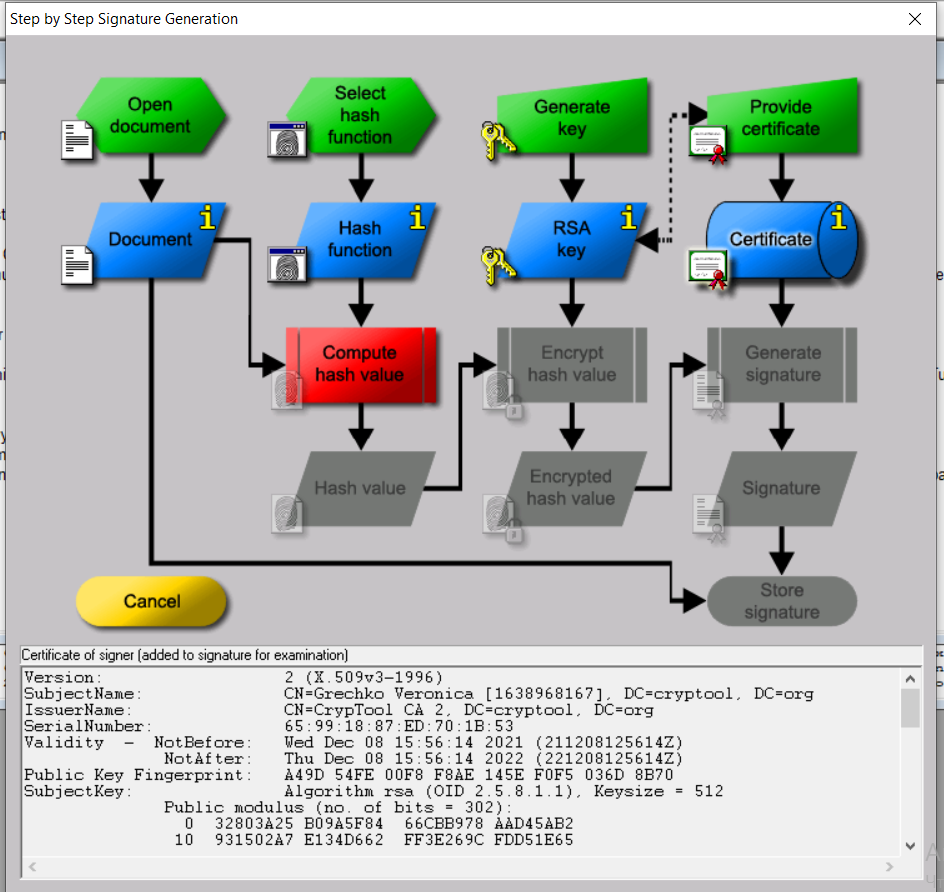 Step by Step Signature Generation
Open
document
Select
hash
function
Generate
key
Provide
certificate
Document
Hash
function
RSA
key
Certificate
Compute
hash value
Encrypt
hash value
Generate
signature
Hash value
Encrypted
hash value
Signature
Cancel
Store
signature
Certificate of signer (added to signature for examination)
Version: 2 (X.509v3-1996)
SubjectName: CN=Grechko Veronica [1638968167], DC=cryptool, DC=org
IssuerName: CN=CrypTool CA 2, DC=cryptool, DC=org
SerialNumber: 65:99:18:87:ED:70:1B:53
Validity - NotBefore: Wed Dec 08 15:56:14 2021 (211208125614Z)
NotAfter: Thu Dec 08 15:56:14 2022 (221208125614Z)
Public Key Fingerprint: A49D 54FE 00F8 F8AE 145E F0F5 036D 8B70
SubjectKey: Algorithm rsa (OID 2.5.8.1.1), Keysize = 512
Public modulus (no. of bits = 302):
0 32803A25 B09A5F84 66CBB978 AAD45AB2
10 931502A7 E134D662 FF3E269C FDD51E65